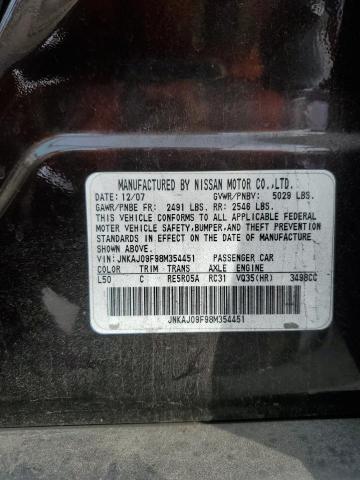 MANUFACTURED BY NISSAN MOTOR CO.,LTD.
DATE: 12/07 GVWR/PNBV: 5029 LBS.
GAWR/PNBE FR: 2491 LBS. RR: 2546 LBS.
THIS VEHICLE CONFORMS TO ALL APPLICABLE FEDERAL
MOTOR VEHICLE SAFETY,BUMPER,AND THEFT PREVENTION
STANDARDS IN EFFECT ON THE DATE OF MANUFACTURE
SHOWN ABOVE.
VIN: JNKAJ09F98M354451 PASSENGER CAR
COLOR TRIM TRANS AXLE ENGINE
L50 C RE5R05A RC31 VQ35(HR) 3498CC
JNKAJ09F98M354451